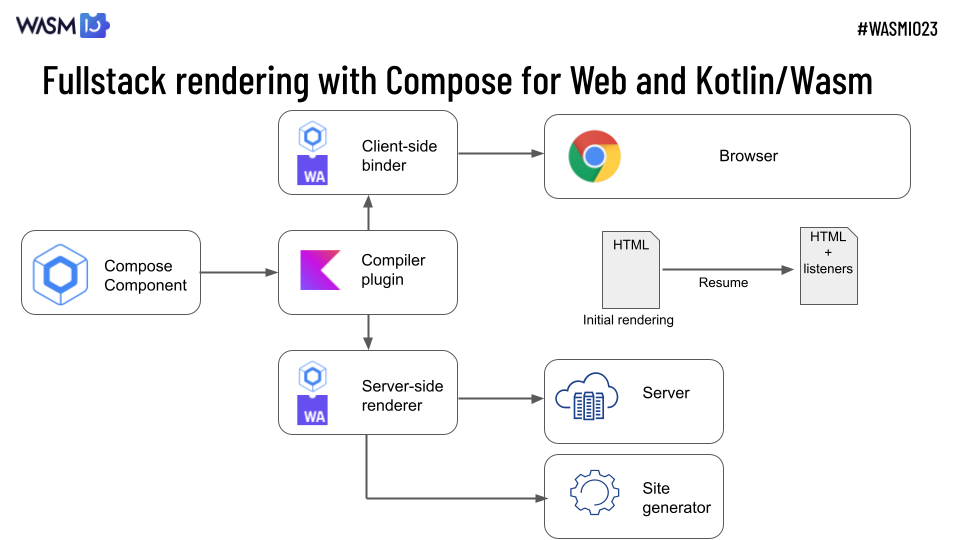 WASM IO
#WASMIO23
Fullstack rendering with Compose for Web and Kotlin/Wasm
WA
Client-side
binder
Browser
Compose
Component
Compiler
plugin
HTML
Resume
Initial rendering
HTML
+
listeners
WA
Server-side
renderer
Server
Site
generator